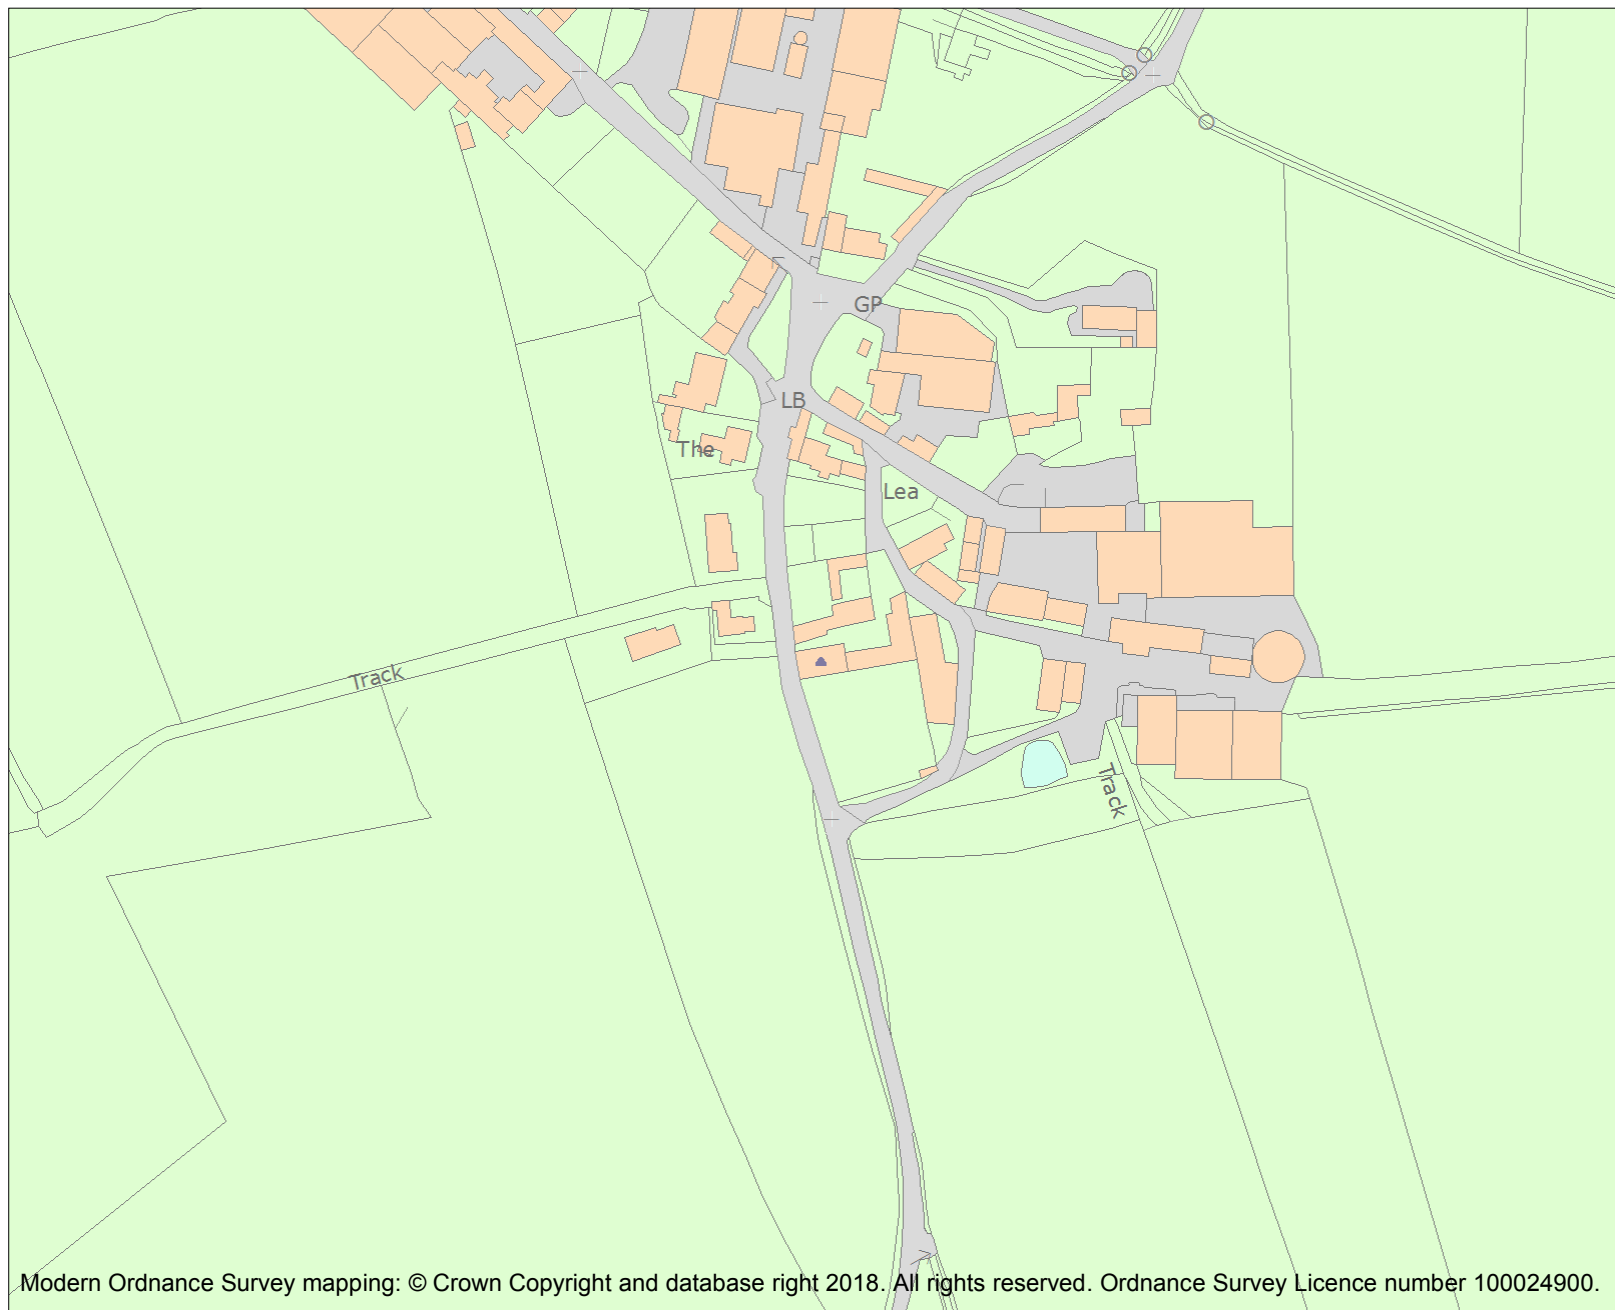 GP
LB
The
Lea
Track
Track
Modern Ordnance Survey mapping: © Crown Copyright and database right 2018. All rights reserved. Ordnance Survey Licence number 100024900.